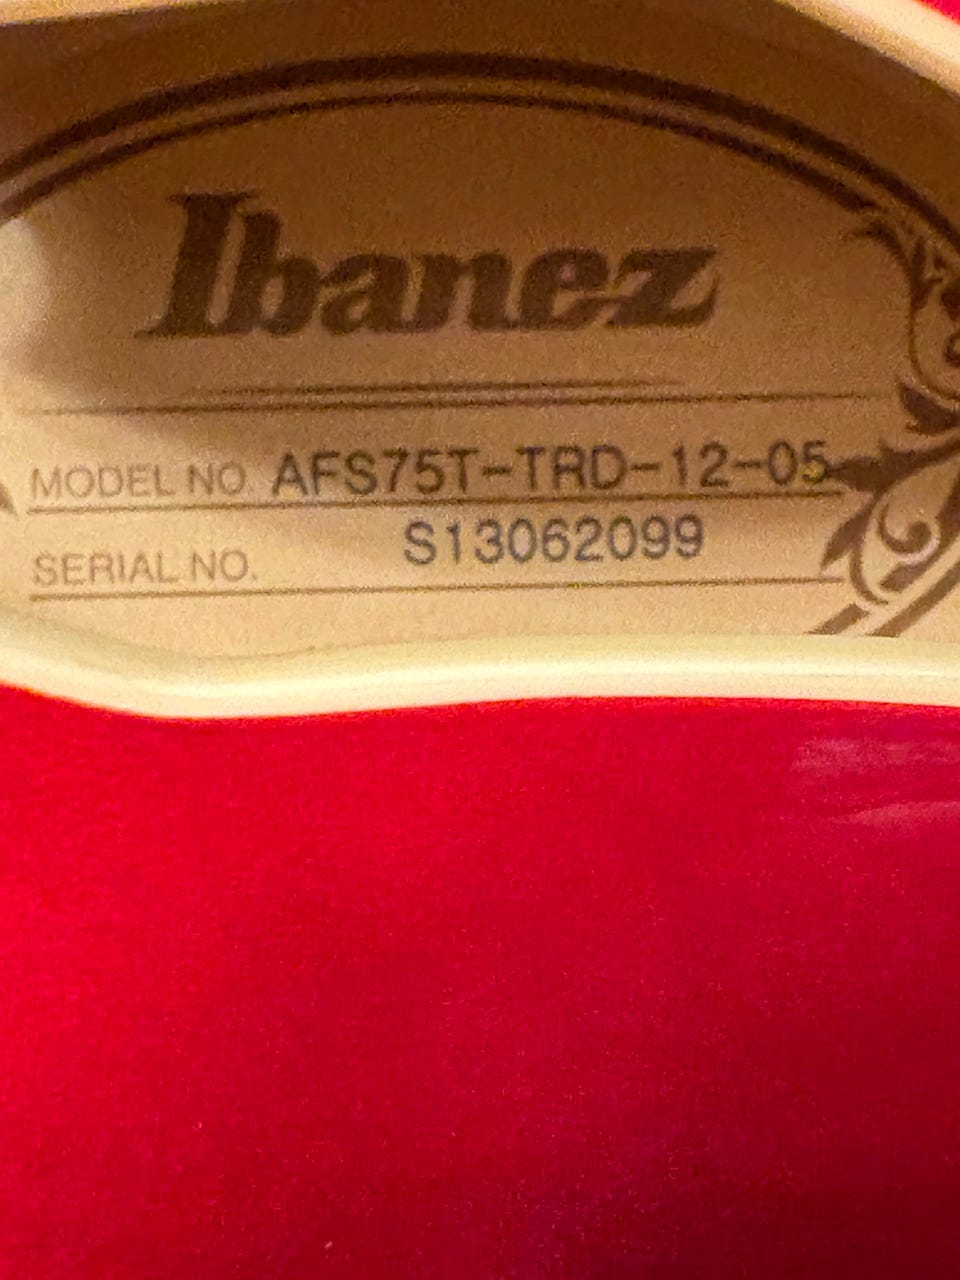 Ibanez
MODEL NO. AFS75T-TRD-12-05
S13062099
SERIAL NO.